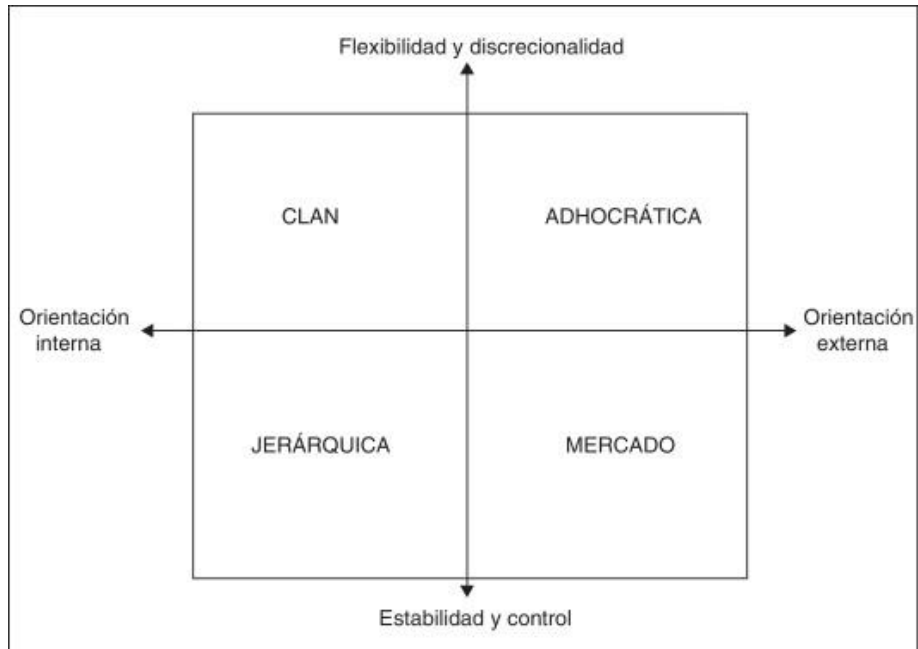 Flexibilidad y discrecionalidad
CLAN
ADHOCRÁTICA
Orientación
interna
Orientación
externa
JERÁRQUICA
MERCADO
Estabilidad y control